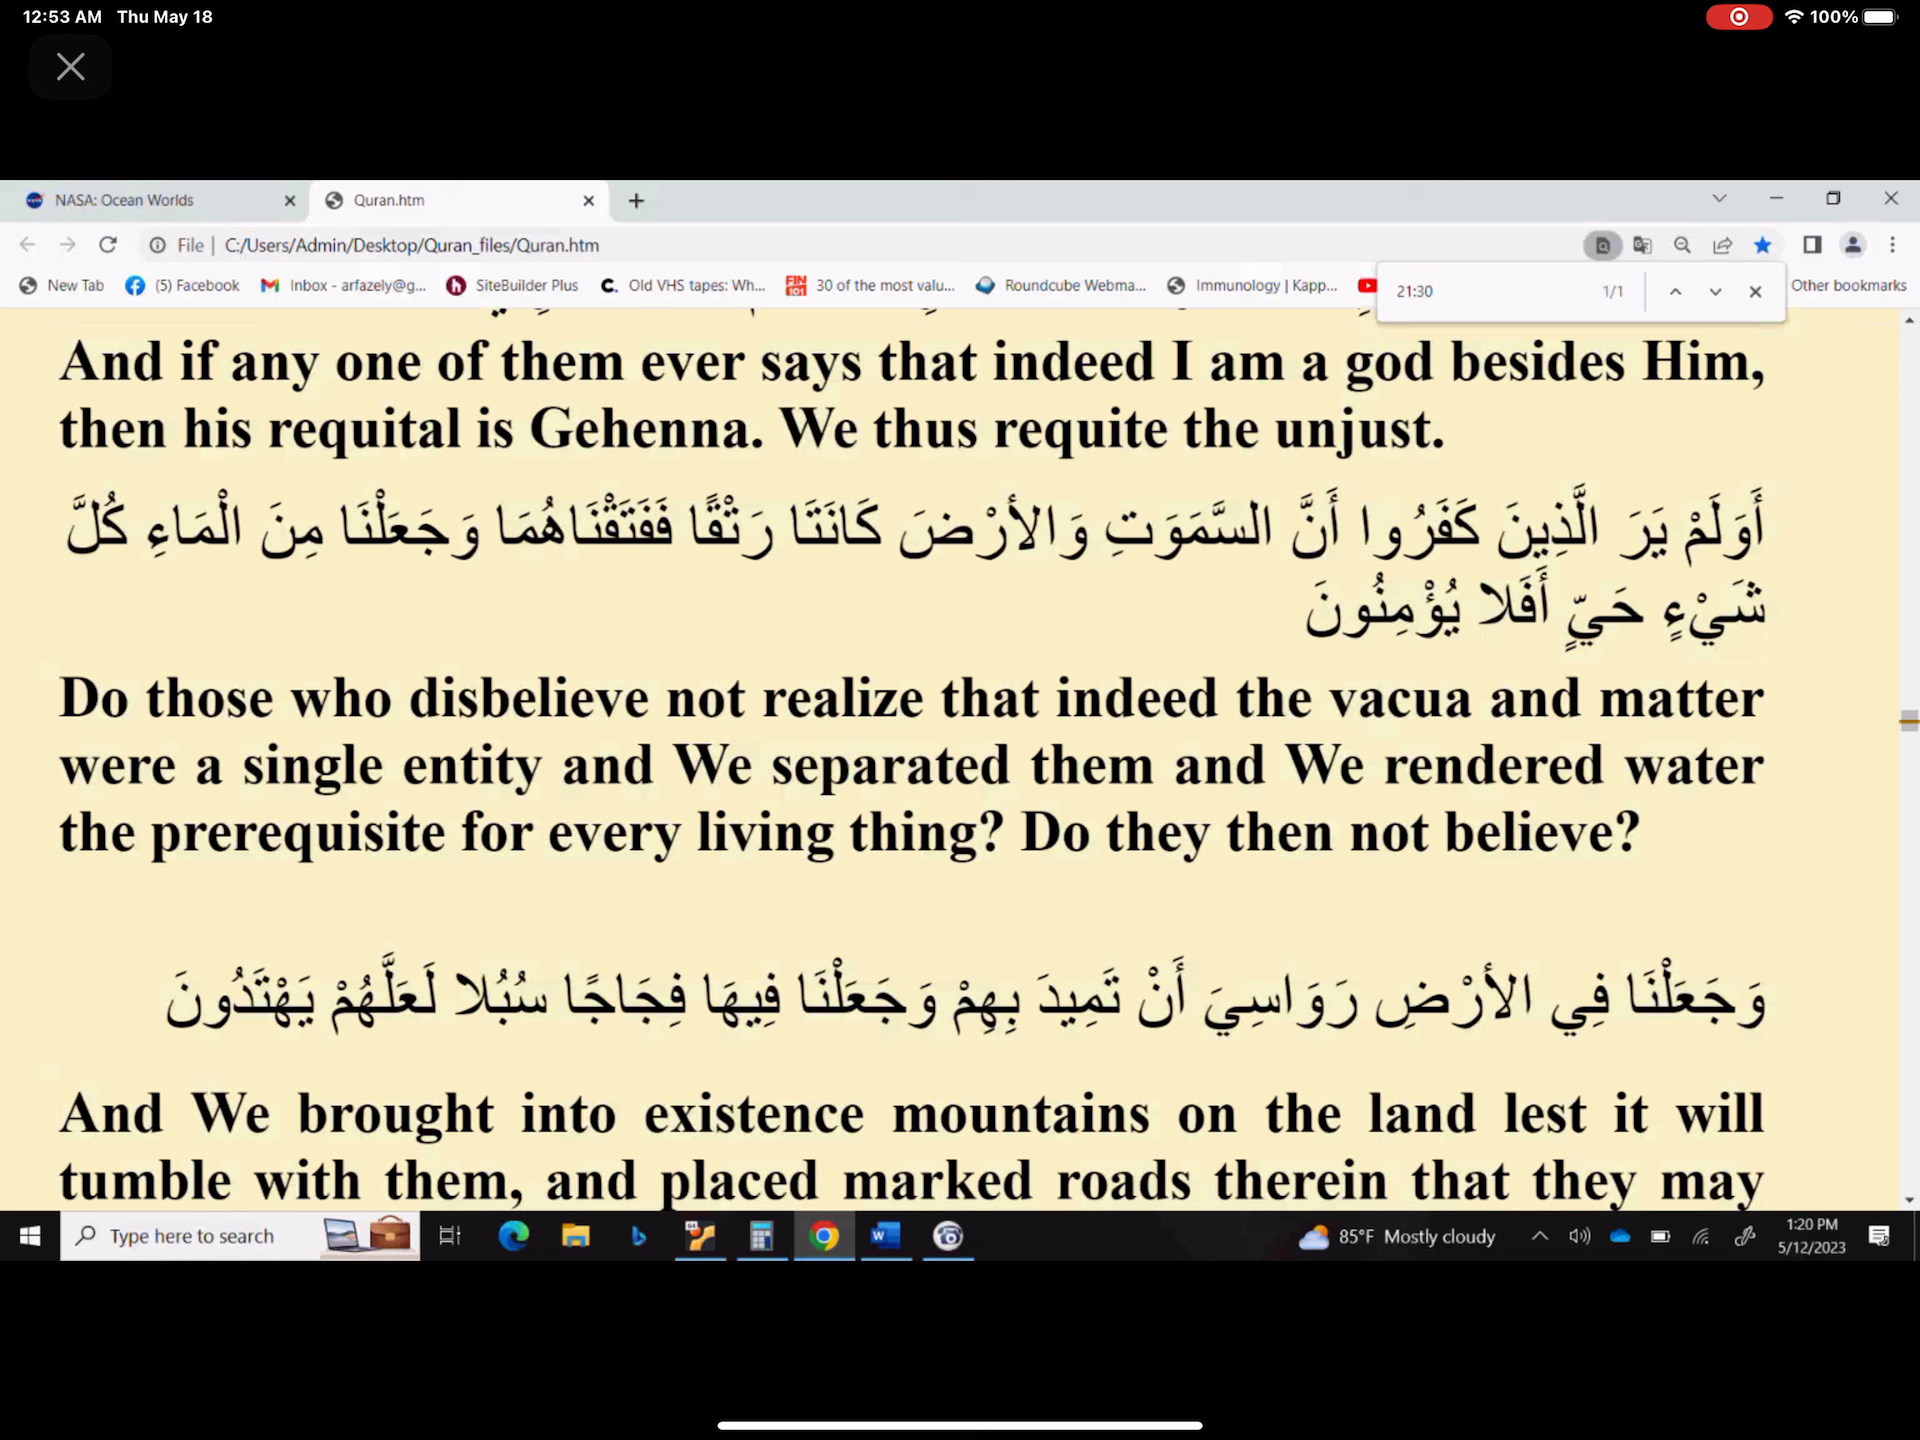 12:53 AM Thu May 18
100%
NASA: Ocean Worlds
Quran.htm
File | C:/Users/Admin/Desktop/Quran_files/Quran.htm
New Tab
(5) Facebook
Inbox - arfazely@g...
SiteBuilder Plus
Old VHS tapes: Wh...
FIN 101
30 of the most valu...
Roundcube Webma...
Immunology | Kapp...
21:30
1/1
Other bookmarks
And if any one of them ever says that indeed I am a god besides Him,
then his requital is Gehenna. We thus requite the unjust.
أَوَلَمْ يَرَ الَّذِينَ كَفَرُوا أَنَّ السَّمَوَتِ وَالأَرْضَ كَانَتَا رَتْقًا فَفَتَقْنَاهُمَا وَجَعَلْنَا مِنَ الْمَاءِ كُلَّ
شَيْءٍ حَيٍّ أَفَلا يُؤْمِنُونَ
Do those who disbelieve not realize that indeed the vacua and matter
were a single entity and We separated them and We rendered water
the prerequisite for every living thing? Do they then not believe?
وَجَعَلْنَا فِي الأَرْضِ رَوَاسِيَ أَنْ تَمِيدَ بِهِمْ وَجَعَلْنَا فِيهَا فِجَاجًا سُبُلا لَعَلَّهُمْ يَهْتَدُونَ
And We brought into existence mountains on the land lest it will
tumble with them, and placed marked roads therein that they may
Type here to search
85°F Mostly cloudy
1:20 PM
5/12/2023